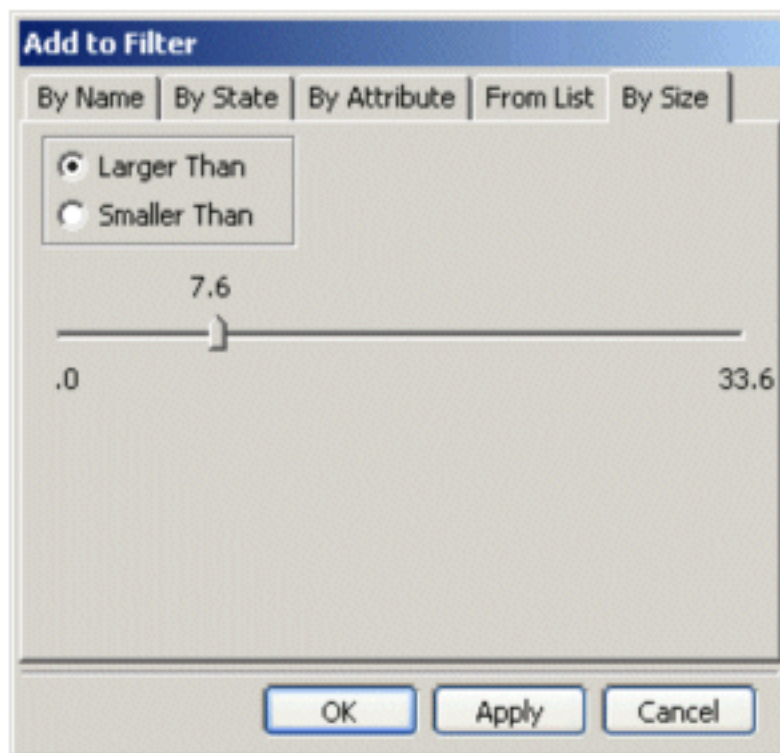 Add to Filter
By Name By State By Attribute From List By Size
Larger Than
Smaller Than
7.6
.0 33.6
OK Apply Cancel